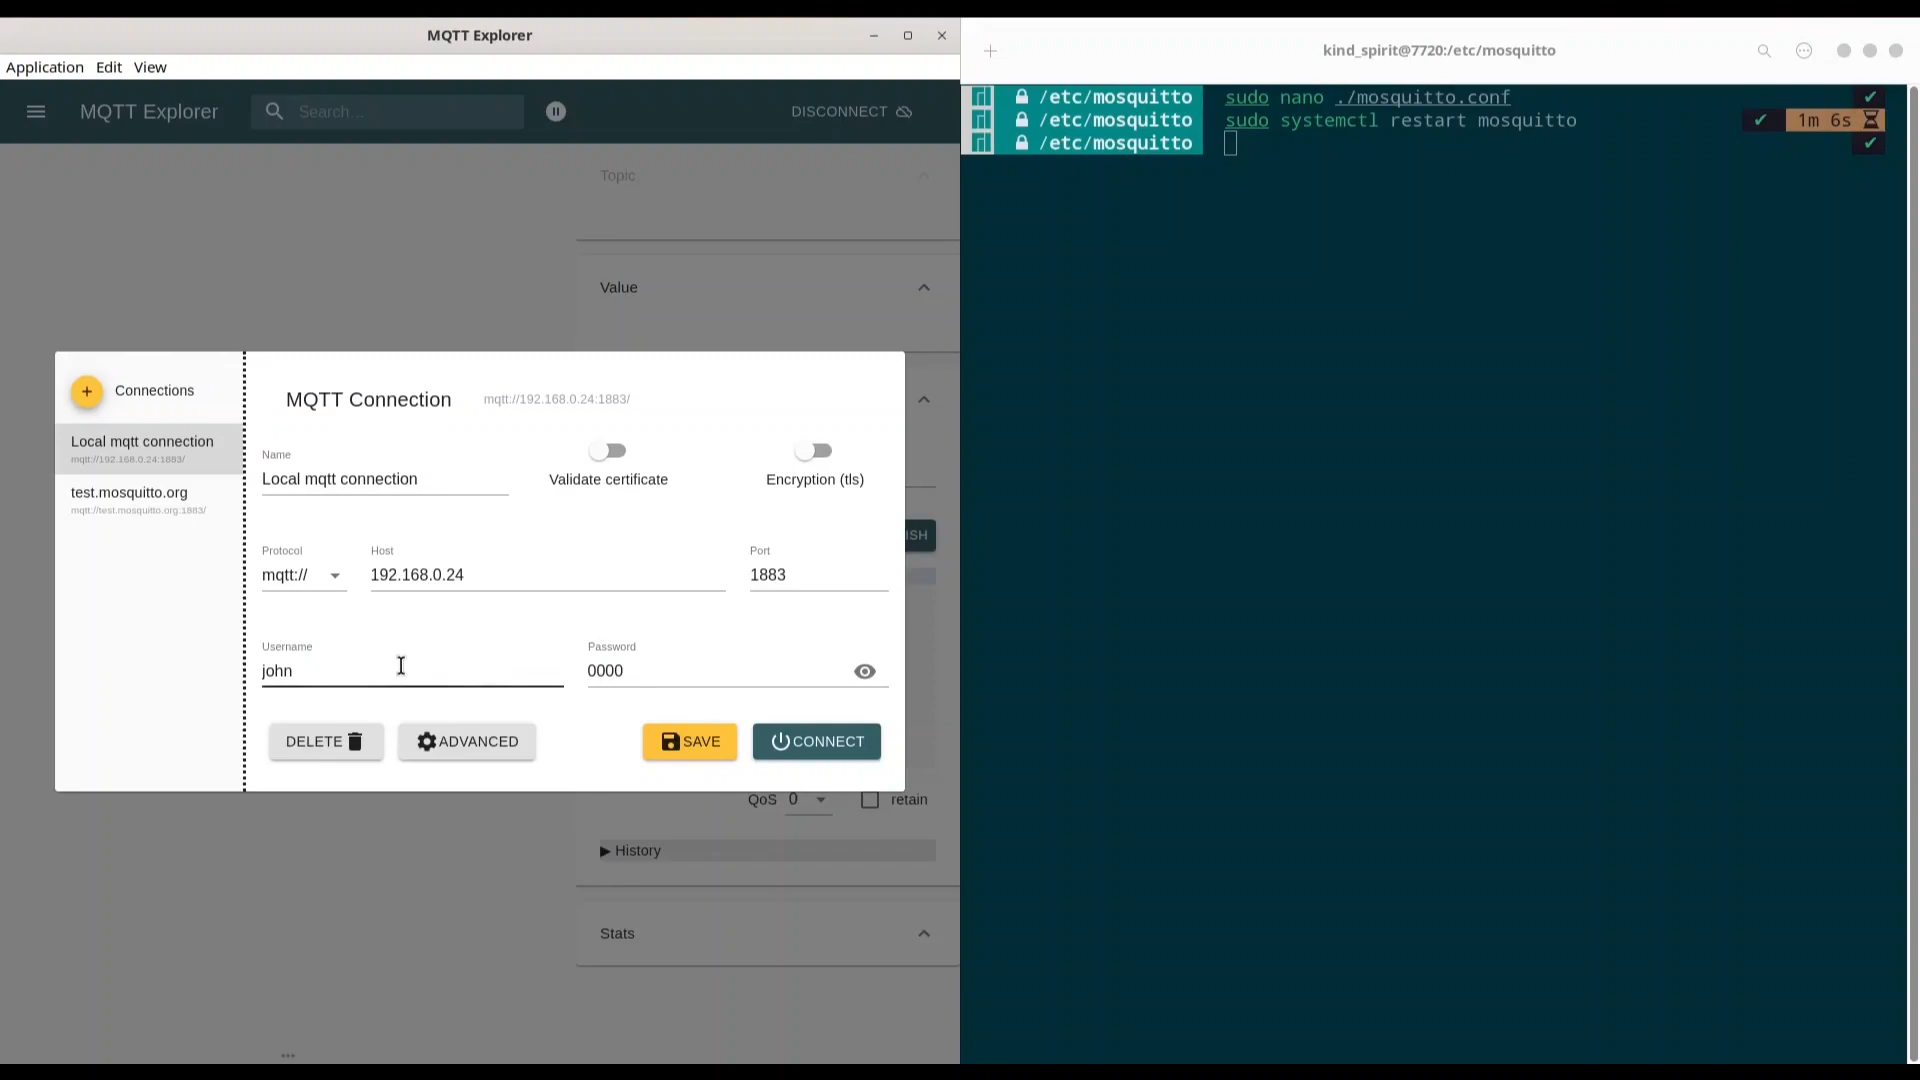 MQTT Explorer
Application Edit View
MQTT Explorer Search... DISCONNECT
Topic
Value
+ Connections
Local mqtt connection
mqtt://192.168.0.24:1883/
test.mosquitto.org
mqtt://test.mosquitto.org:1883/
MQTT Connection mqtt://192.168.0.24:1883/
Name
Local mqtt connection
Validate certificate Encryption (tls)
Protocol Host Port
mqtt:// 192.168.0.24 1883
ISH
Username Password
john 0000
DELETE ADVANCED SAVE CONNECT
QoS 0 retain
▶ History
Stats
kind_spirit@7720:/etc/mosquitto
/etc/mosquitto sudo nano ./mosquitto.conf ✔
/etc/mosquitto sudo systemctl restart mosquitto ✔ 1m 6s
/etc/mosquitto ✔